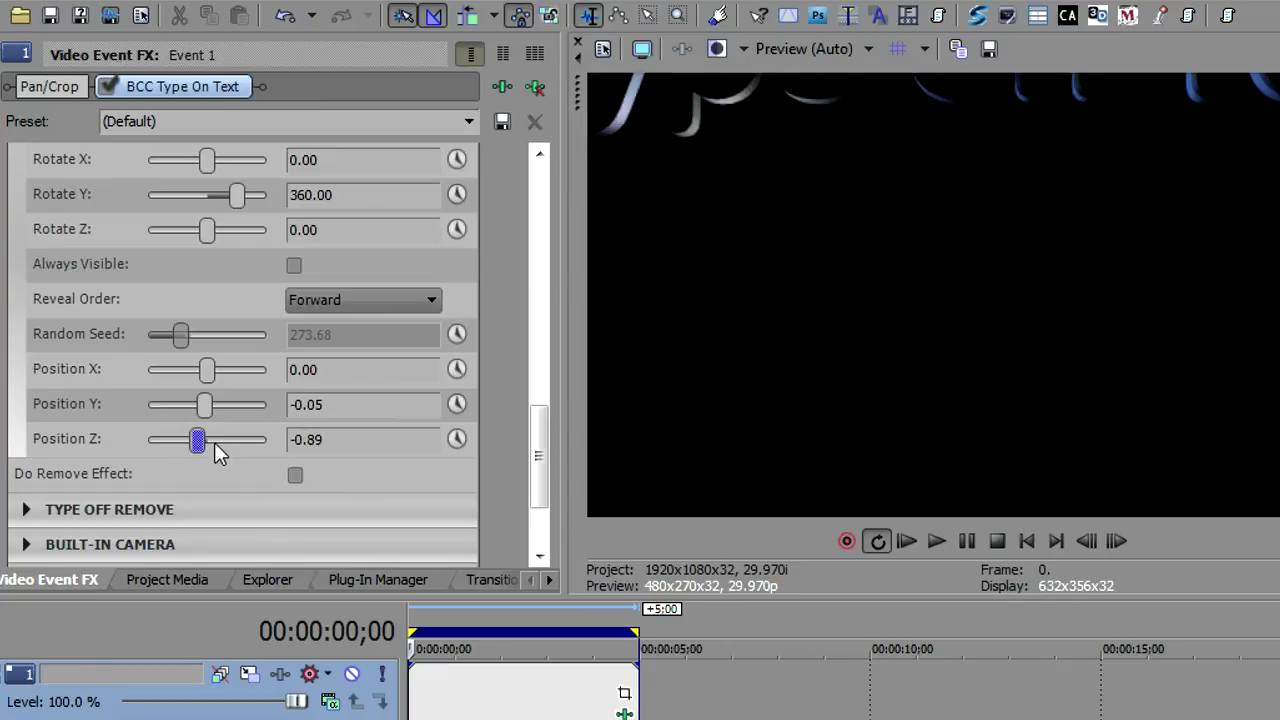 Ps
CA
3D
M
1
Video Event FX: Event 1
Preview (Auto)
Pan/Crop
BCC Type On Text
Preset:
(Default)
Rotate X:
0.00
Rotate Y:
360.00
Rotate Z:
0.00
Always Visible:
Reveal Order:
Forward
Random Seed:
273.68
Position X:
0.00
Position Y:
-0.05
Position Z:
-0.89
Do Remove Effect:
TYPE OFF REMOVE
BUILT-IN CAMERA
Video Event FX
Project Media
Explorer
Plug-In Manager
Transitio
Project: 1920x1080x32, 29.970i
Preview: 480x270x32, 29.970p
Frame: 0.
Display: 632x356x32
+5;00
00:00:00;00
0:00:00;00
00:00:05;00
00:00:10;00
00:00:15;00
1
Level: 100.0 %